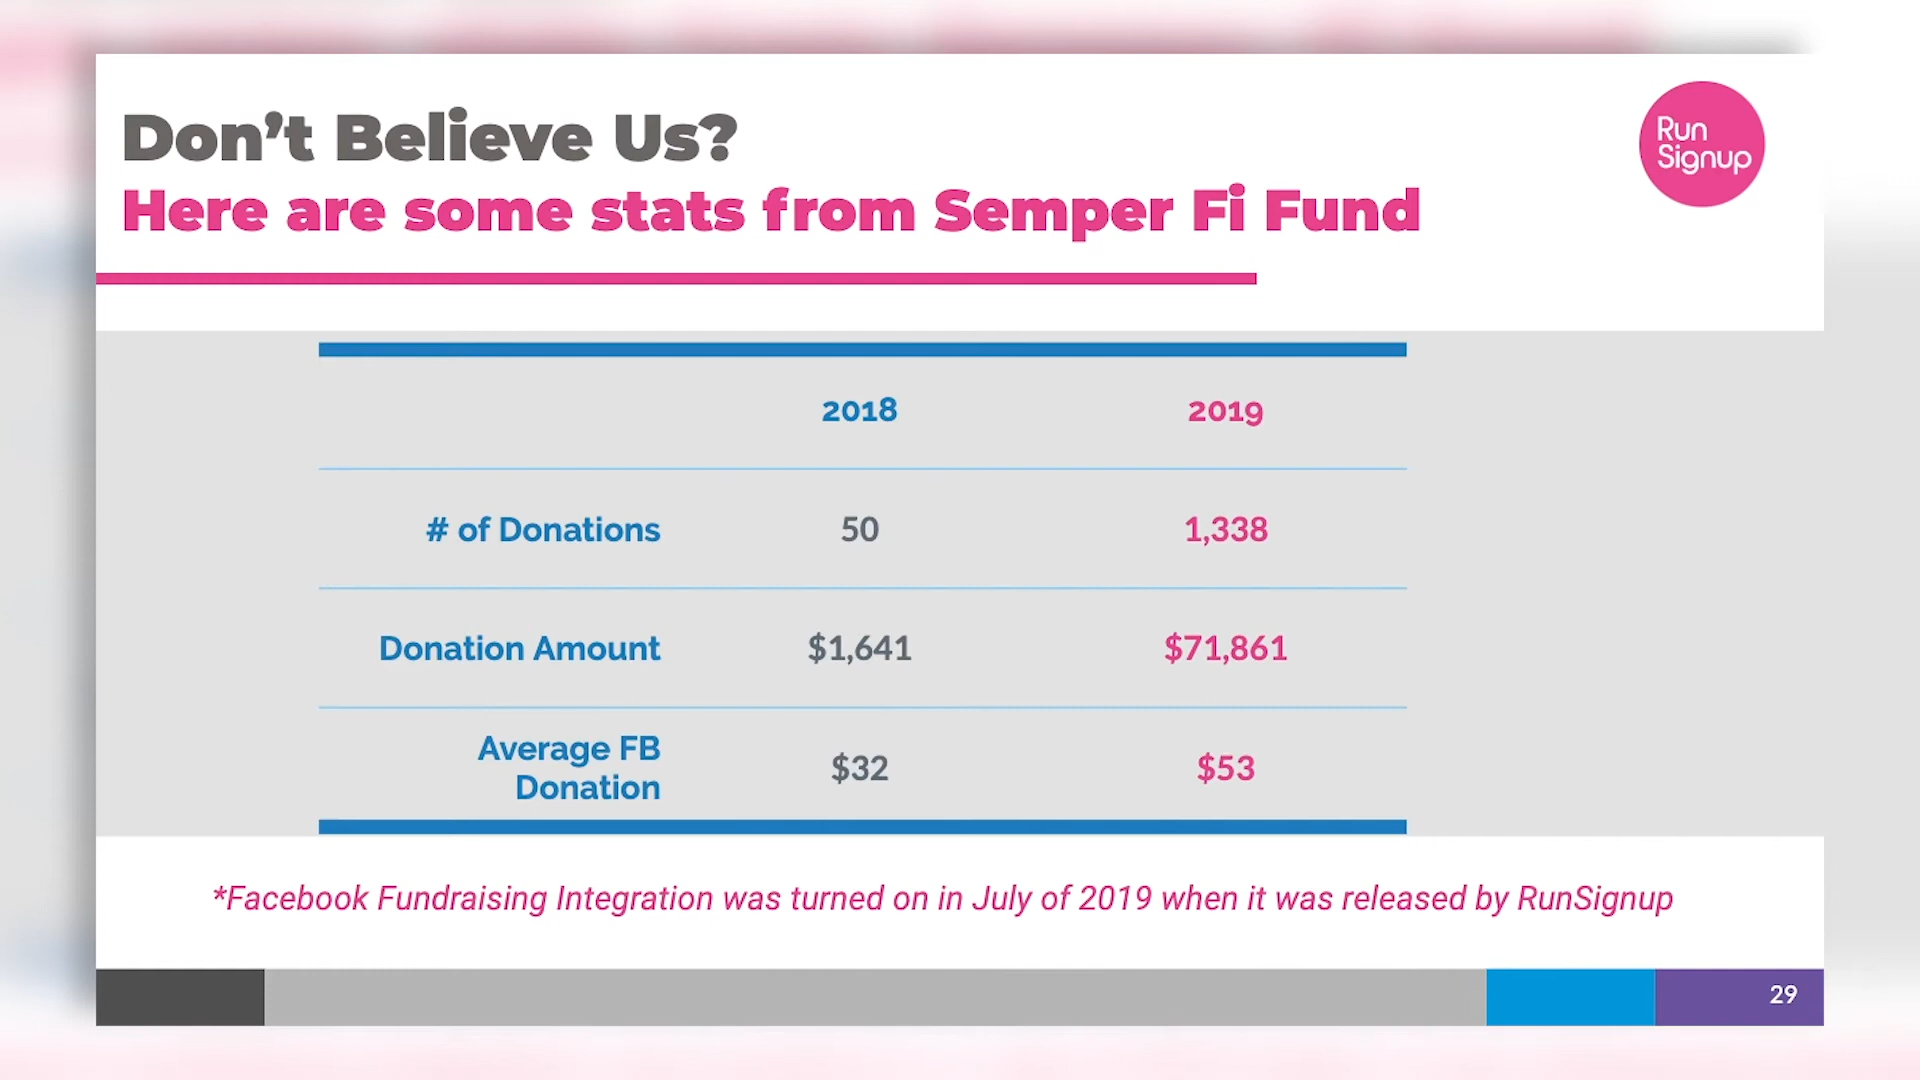 Don’t Believe Us?
Here are some stats from Semper Fi Fund
Run
Signup
2018 2019
# of Donations 50 1,338
Donation Amount $1,641 $71,861
Average FB
Donation $32 $53
*Facebook Fundraising Integration was turned on in July of 2019 when it was released by RunSignup
29